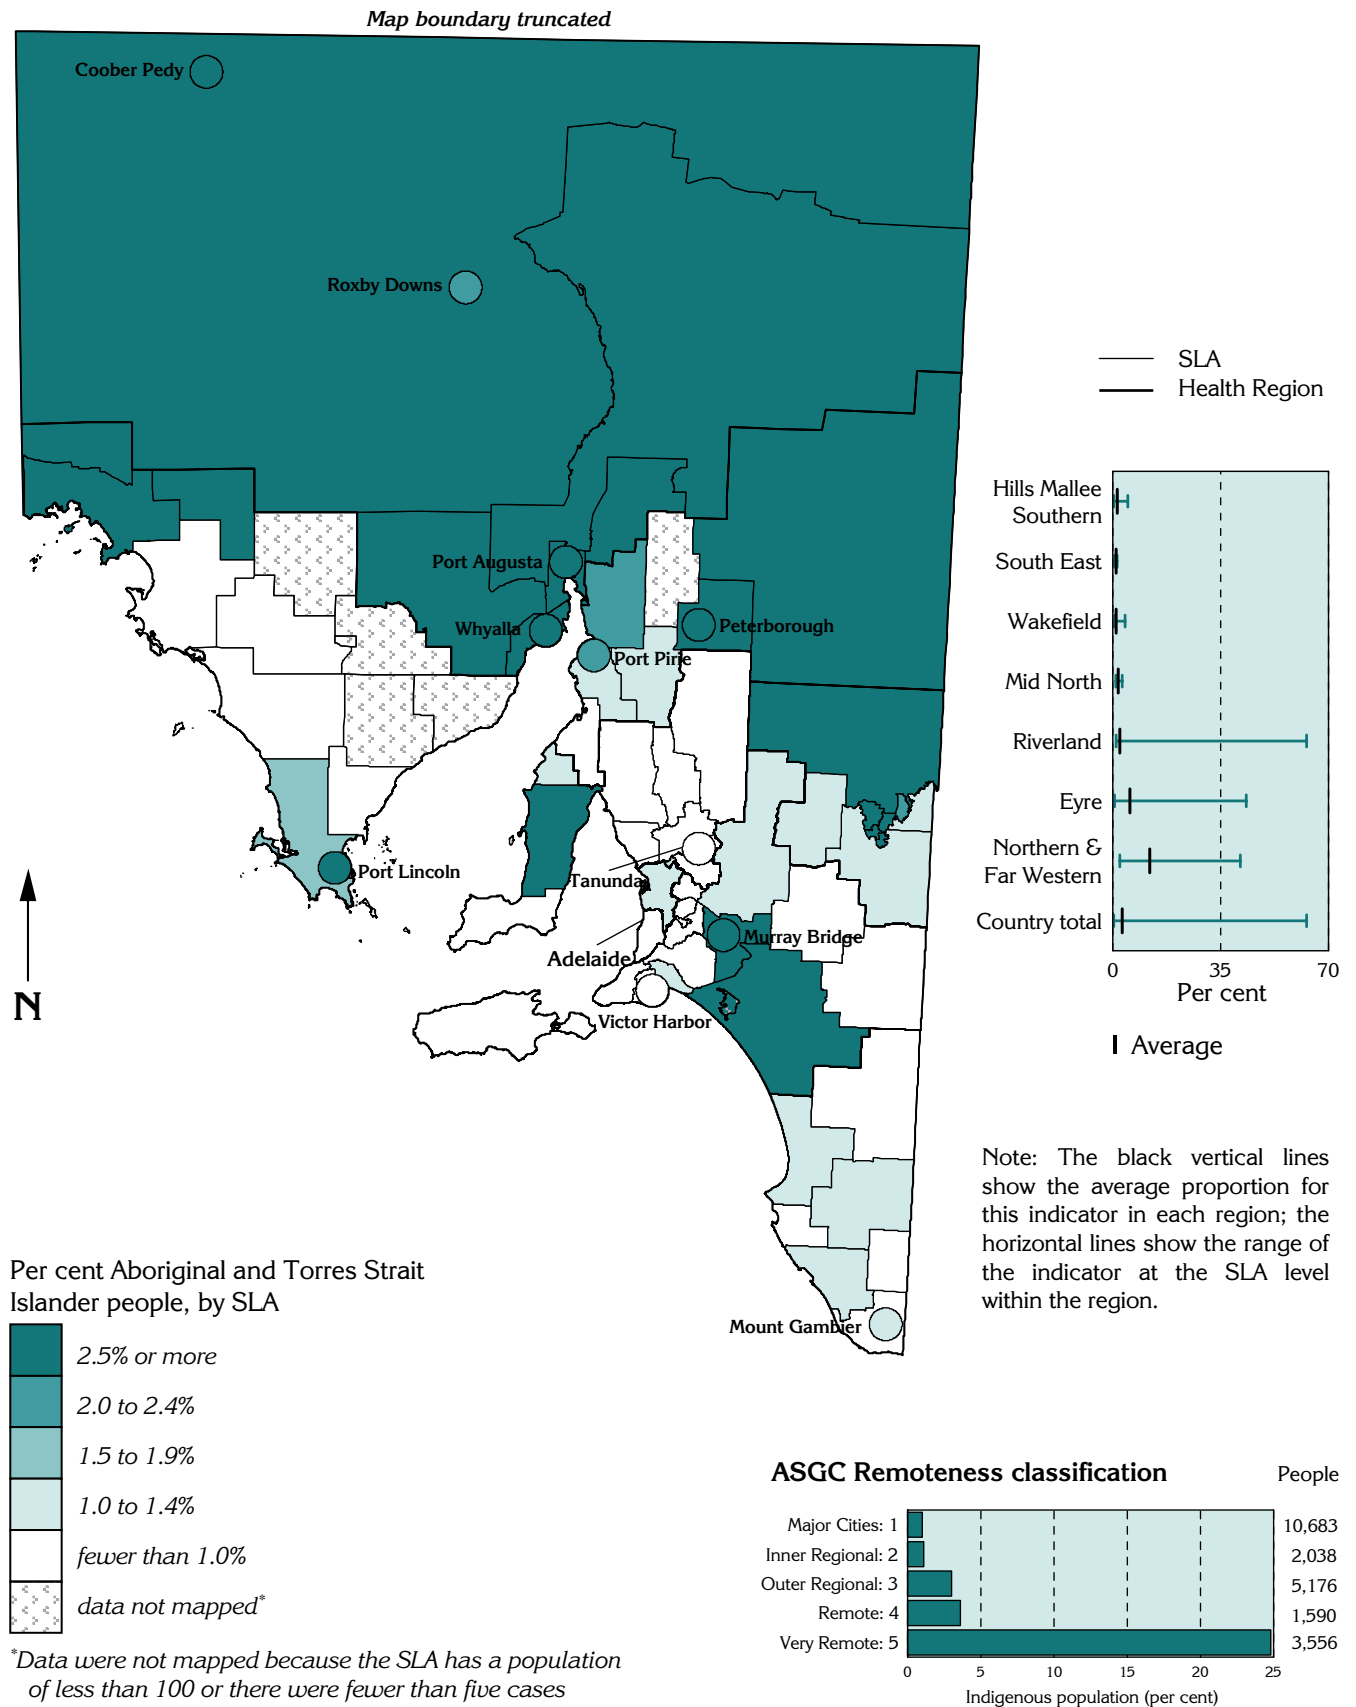 Map boundary truncated
Coober Pedy
Roxby Downs
SLA
Health Region
Port Augusta
Whyalla
Peterborough
Port Pirie
Port Lincoln
Tanunda
Murray Bridge
Adelaide
Victor Harbor
Mount Gambier
N
Hills Mallee
Southern
South East
Wakefield
Mid North
Riverland
Eyre
Northern &
Far Western
Country total
0 35 70
Per cent
Average
Note: The black vertical lines
show the average proportion for
this indicator in each region; the
horizontal lines show the range of
the indicator at the SLA level
within the region.
Per cent Aboriginal and Torres Strait
Islander people, by SLA
2.5% or more
2.0 to 2.4%
1.5 to 1.9%
1.0 to 1.4%
fewer than 1.0%
data not mapped*
*Data were not mapped because the SLA has a population
of less than 100 or there were fewer than five cases
ASGC Remoteness classification People
Major Cities: 1 10,683
Inner Regional: 2 2,038
Outer Regional: 3 5,176
Remote: 4 1,590
Very Remote: 5 3,556
0 5 10 15 20 25
Indigenous population (per cent)